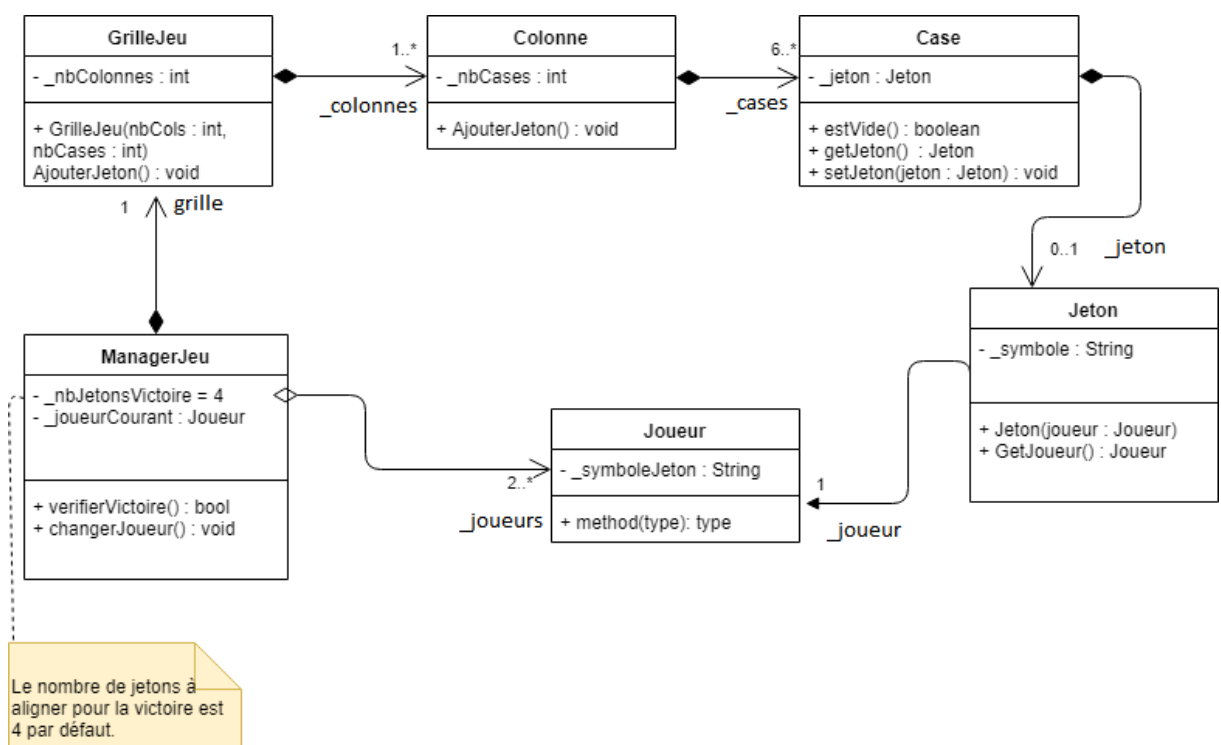 GrilleJeu
- _nbColonnes : int
+ GrilleJeu(nbCols : int,
nbCases : int)
AjouterJeton() : void
1..*
_colonnes
Colonne
- _nbCases : int
+ AjouterJeton() : void
6..*
_cases
Case
- _jeton : Jeton
+ estVide() : boolean
+ getJeton() : Jeton
+ setJeton(jeton : Jeton) : void
1
grille
0..1
_jeton
ManagerJeu
- _nbJetonsVictoire = 4
- _joueurCourant : Joueur
+ verifierVictoire() : bool
+ changerJoueur() : void
2..*
_joueurs
Joueur
- _symboleJeton : String
+ method(type): type
1
_joueur
Jeton
- _symbole : String
+ Jeton(joueur : Joueur)
+ GetJoueur() : Joueur
Le nombre de jetons à
aligner pour la victoire est
4 par défaut.